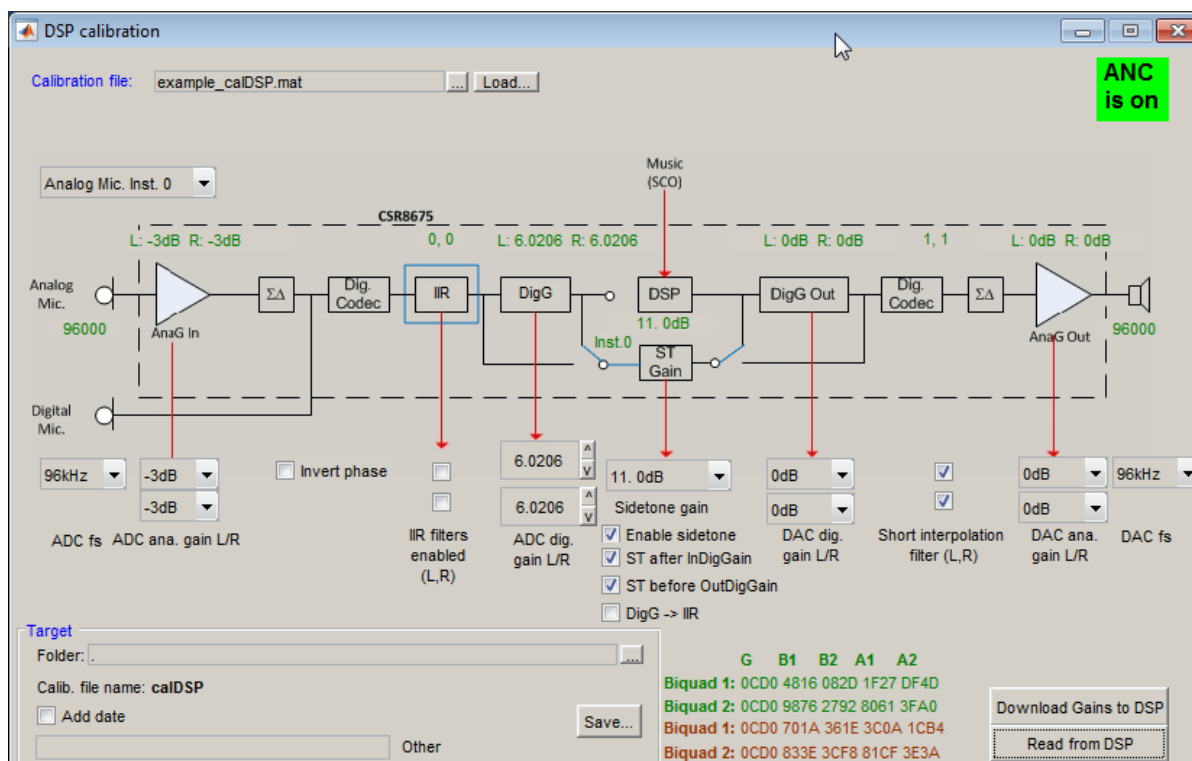 DSP calibration
Calibration file: example_calDSP.mat ... Load...
ANC
is on
Analog Mic. Inst. 0
Music
(SCO)
CSR8675
L: -3dB R: -3dB 0, 0 L: 6.0206 R: 6.0206 L: 0dB R: 0dB 1, 1 L: 0dB R: 0dB
Analog
Mic.
96000
AnaG In
ΣΔ
Dig.
Codec
IIR
DigG
DSP
11. 0dB
Inst.0
ST
Gain
DigG Out
Dig.
Codec
ΣΔ
AnaG Out
96000
Digital
Mic.
96kHz
-3dB
-3dB
ADC fs
ADC ana. gain L/R
Invert phase
IIR filters
enabled
(L,R)
6.0206
6.0206
ADC dig.
gain L/R
11. 0dB
Sidetone gain
Enable sidetone
ST after InDigGain
ST before OutDigGain
DigG -> IIR
0dB
0dB
DAC dig.
gain L/R
Short interpolation
filter (L,R)
0dB
0dB
DAC ana.
gain L/R
96kHz
DAC fs
Target
Folder: . ...
Calib. file name: calDSP
Add date
Save...
Other
G B1 B2 A1 A2
Biquad 1: 0CD0 4816 082D 1F27 DF4D
Biquad 2: 0CD0 9876 2792 8061 3FA0
Biquad 1: 0CD0 701A 361E 3C0A 1CB4
Biquad 2: 0CD0 833E 3CF8 81CF 3E3A
Download Gains to DSP
Read from DSP